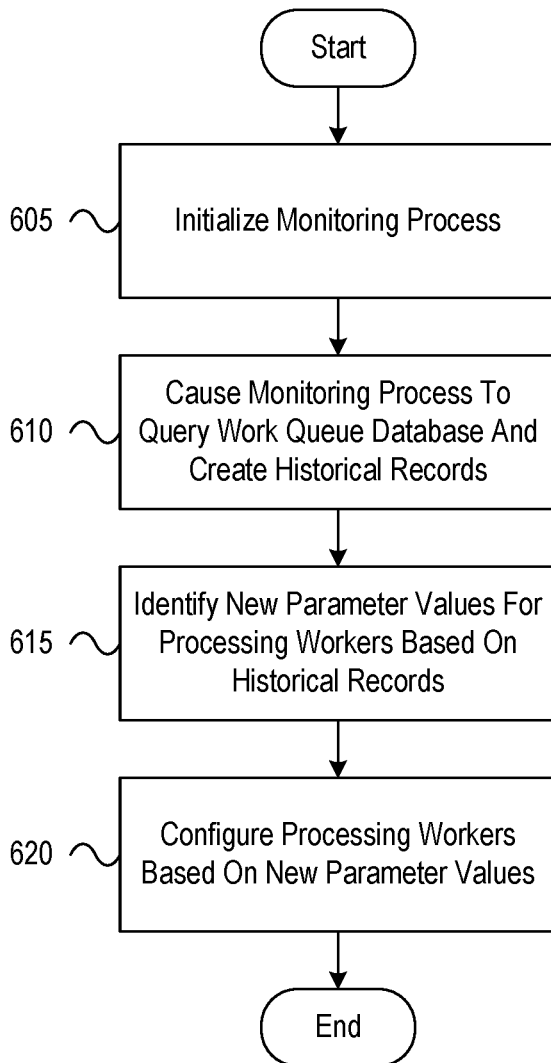 Start
605
Initialize Monitoring Process
610
Cause Monitoring Process To
Query Work Queue Database And
Create Historical Records
615
Identify New Parameter Values For
Processing Workers Based On
Historical Records
620
Configure Processing Workers
Based On New Parameter Values
End